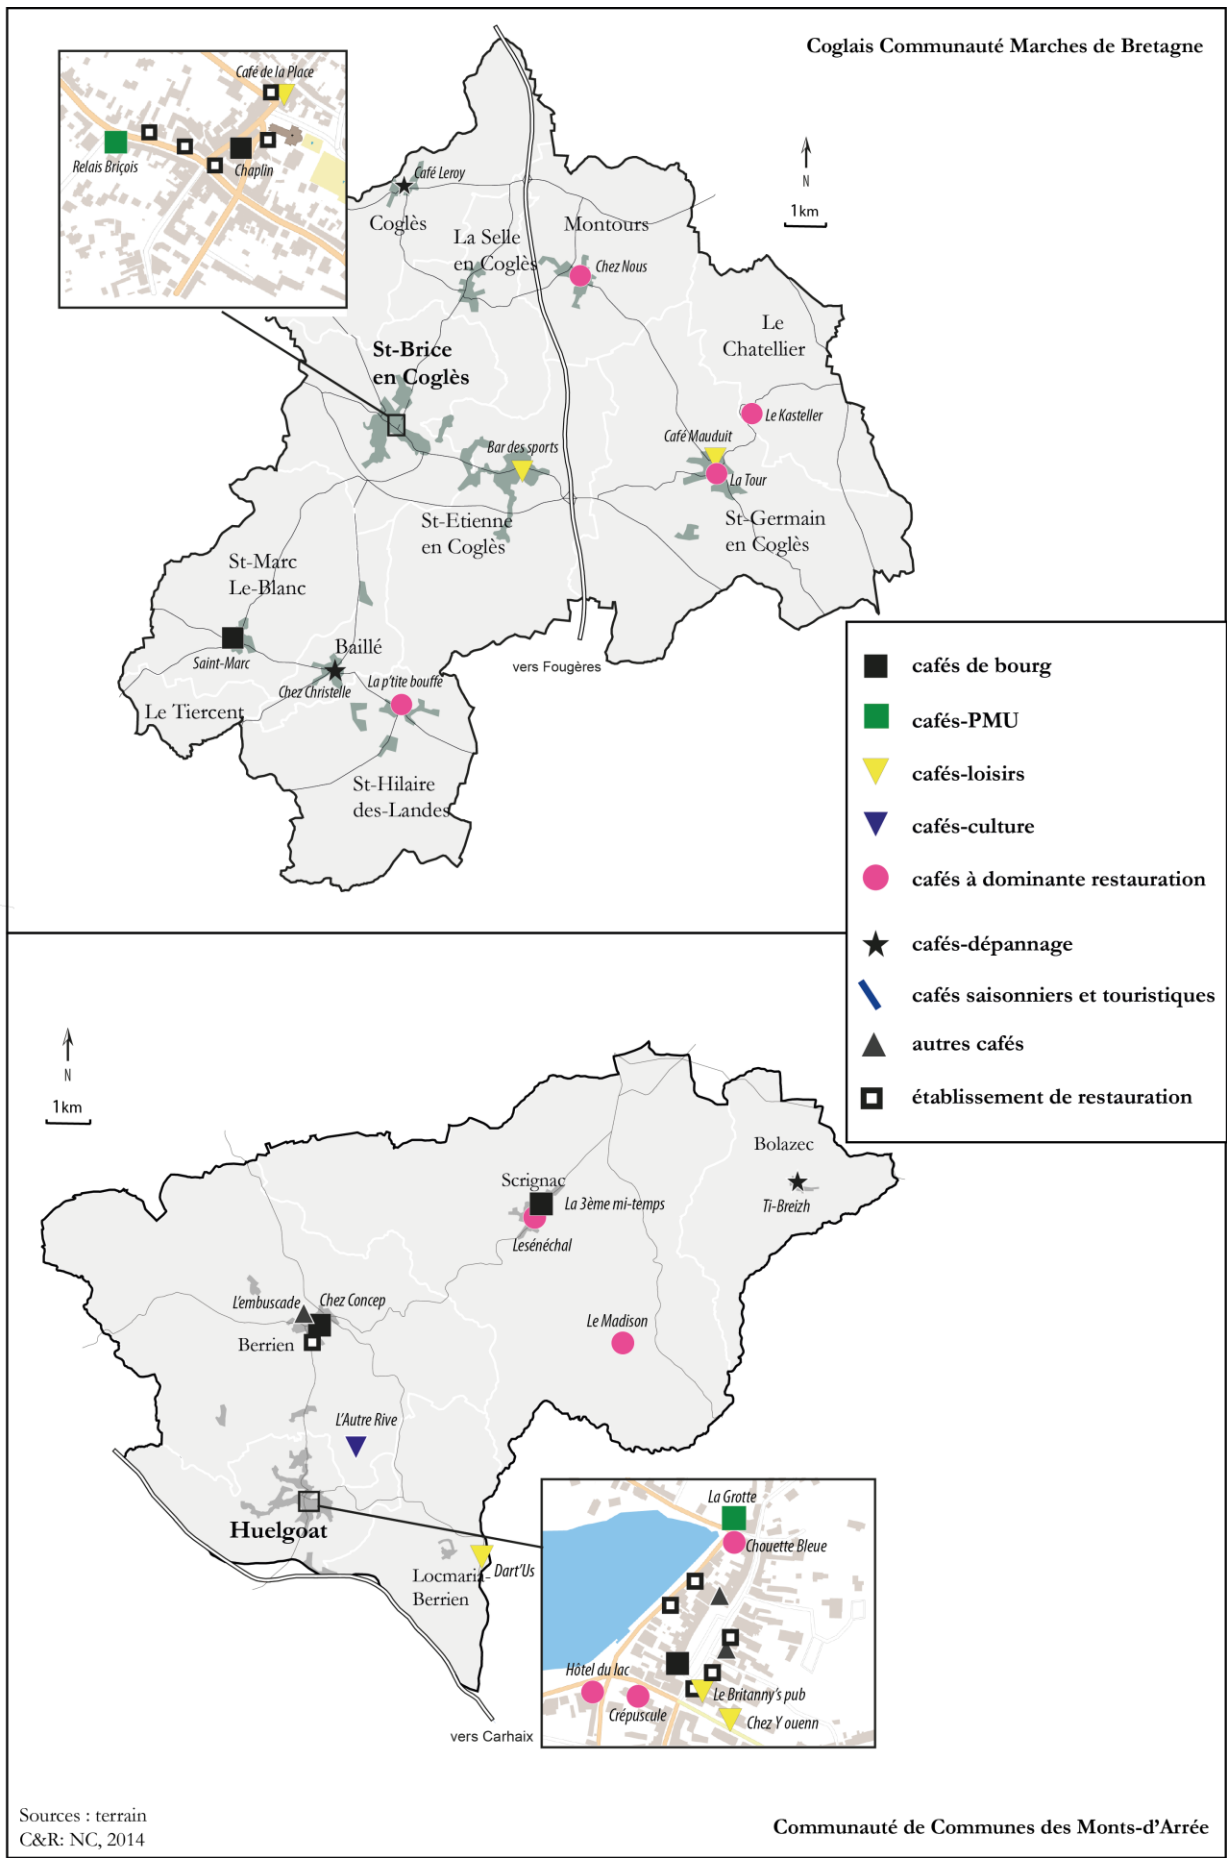 Coglais Communauté Marches de Bretagne
Café de la Place
Relais Briçois
Chaplin
N
1km
Café Leroy
Coglès
La Selle
en Coglès
Montours
Chez Nous
Le
Chatellier
St-Brice
en Coglès
Le Kasteller
Café Mauduit
La Tour
Bar des sports
St-Etienne
en Coglès
St-Germain
en Coglès
St-Marc
Le-Blanc
Saint-Marc
Baillé
Chez Christelle
La p'tite bouffe
vers Fougères
Le Tiercent
St-Hilaire
des-Landes
cafés de bourg
cafés-PMU
cafés-loisirs
cafés-culture
cafés à dominante restauration
cafés-dépannage
cafés saisonniers et touristiques
autres cafés
établissement de restauration
N
1km
Bolazec
Ti-Breizh
Scrignac
La 3ème mi-temps
Lesénéchal
L'embuscade
Chez Concep
Berrien
Le Madison
L'Autre Rive
Huelgoat
Locmaria-
Berrien
Dart'Us
La Grotte
Chouette Bleue
Hôtel du lac
Crépuscule
Le Britanny's pub
Chez Y ouenn
vers Carhaix
Sources : terrain
C&R: NC, 2014
Communauté de Communes des Monts-d'Arrée